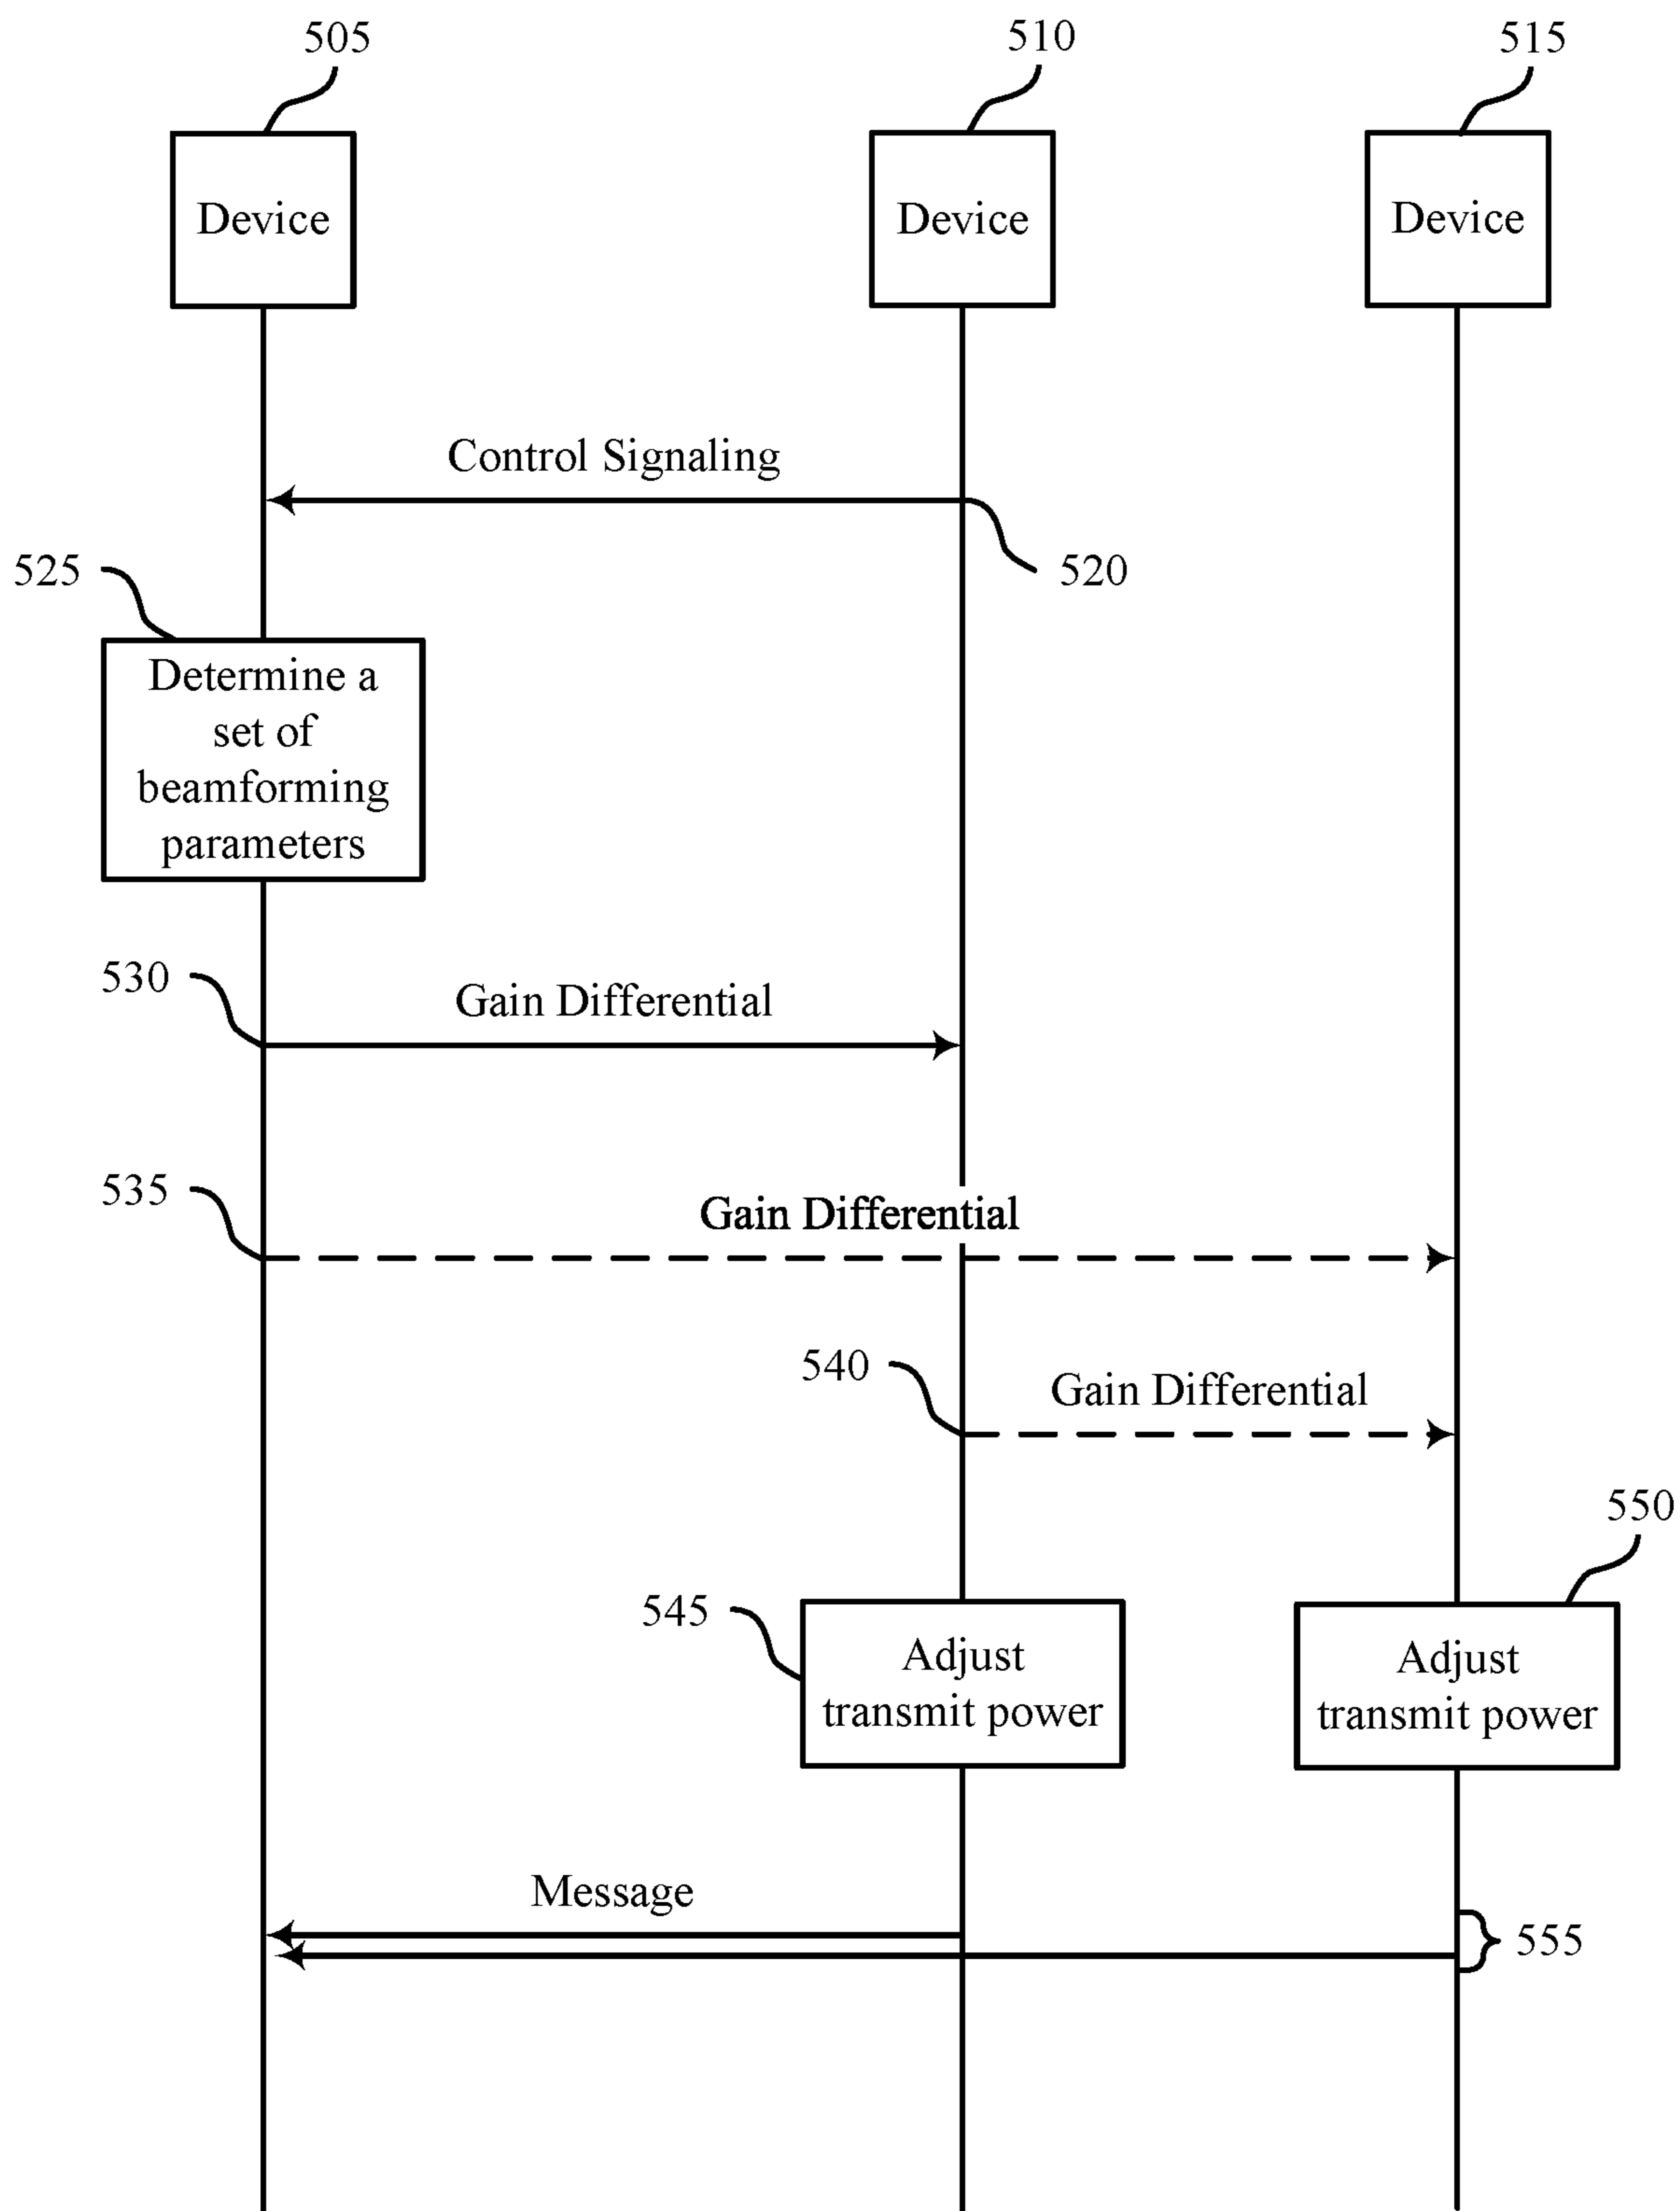 505
510
515
Device
Device
Device
Control Signaling
520
525
Determine a
set of
beamforming
parameters
530
Gain Differential
535
Gain Differential
540
Gain Differential
550
545
Adjust
transmit power
Adjust
transmit power
Message
555